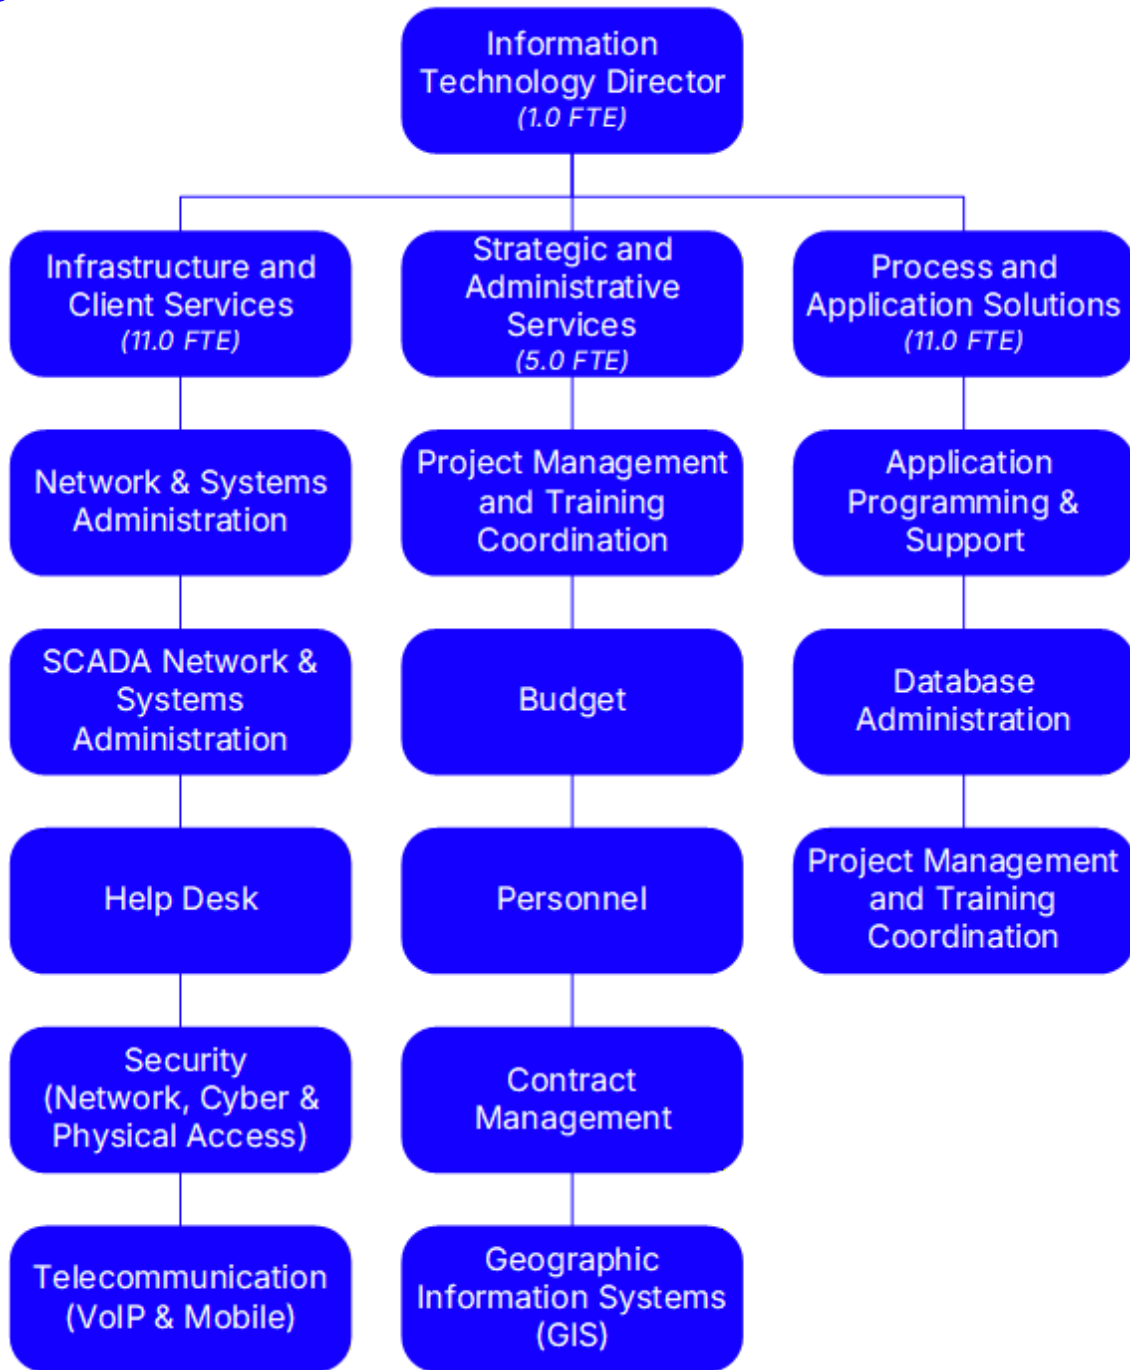 Information
Technology Director
(1.0 FTE)
Infrastructure and
Client Services
(11.0 FTE)
Strategic and
Administrative
Services
(5.0 FTE)
Process and
Application Solutions
(11.0 FTE)
Network & Systems
Administration
Project Management
and Training
Coordination
Application
Programming &
Support
SCADA Network &
Systems
Administration
Budget
Database
Administration
Help Desk
Personnel
Project Management
and Training
Coordination
Security
(Network, Cyber &
Physical Access)
Contract
Management
Telecommunication
(VoIP & Mobile)
Geographic
Information Systems
(GIS)